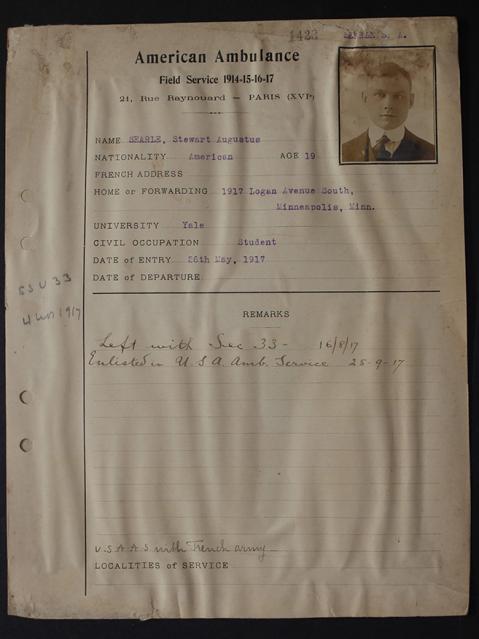 1423 S. A.
American Ambulance
Field Service 1914-15-16-17
21, Rue Raynouard — PARIS (XVIᵉ)
NAME SEARLE, Stewart Augustus
NATIONALITY American AGE 19
FRENCH ADDRESS
HOME or FORWARDING 1917 Logan Avenue South,
Minneapolis, Minn.
UNIVERSITY Yale
CIVIL OCCUPATION Student
DATE of ENTRY 26th May, 1917
DATE of DEPARTURE
SSU 33
1917
REMARKS
Left with Sec 33 - 16/8/17
Enlisted in U.S.A. Amb. Service 25-9-17
U.S.A.A.S with French army
LOCALITIES of SERVICE